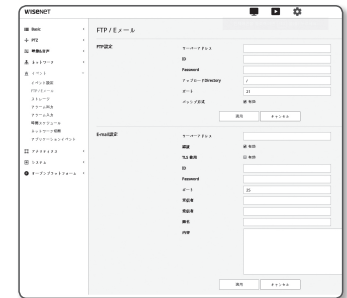 WISENET
Basic
PTZ
映像&音声
ネットワーク
イベント
イベント設定
FTP/Eメール
ストレージ
アラーム出力
アラーム入力
時間スケジュール
ネットワーク切断
アプリケーションイベント
アナリティクス
システム
オープンプラットフォーム
FTP / Eメール
FTP設定
サーバーアドレス
ID
Password
アップロードDirectory
/
ポート
21
パッシブ方式
有効
適用
キャンセル
E-mail設定
サーバーアドレス
認証
有効
TLS 使用
有効
ID
Password
ポート
25
受信者
発信者
題名
内容
適用
キャンセル